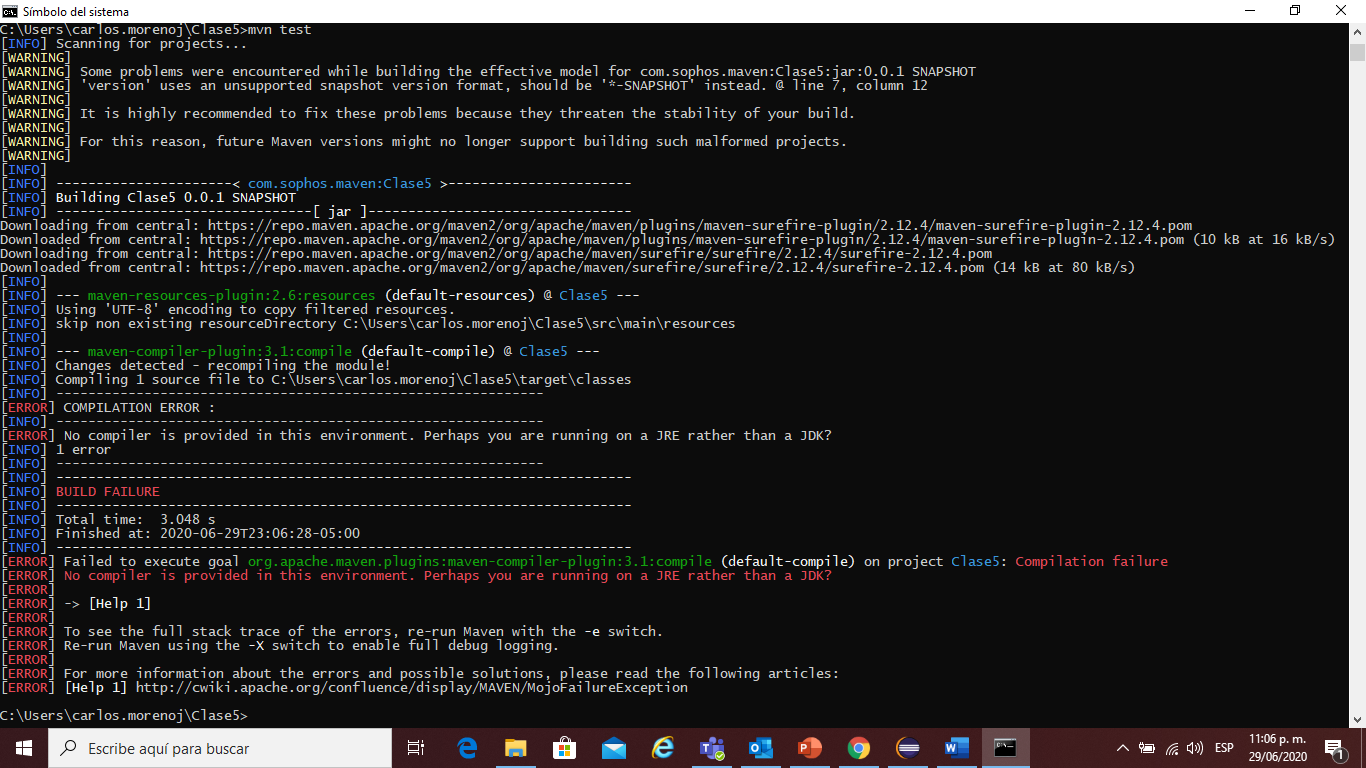 Símbolo del sistema
C:\Users\carlos.morenoj\Clase5>mvn test
[INFO] Scanning for projects...
[WARNING]
[WARNING] Some problems were encountered while building the effective model for com.sophos.maven:Clase5:jar:0.0.1 SNAPSHOT
[WARNING] 'version' uses an unsupported snapshot version format, should be '*-SNAPSHOT' instead. @ line 7, column 12
[WARNING]
[WARNING] It is highly recommended to fix these problems because they threaten the stability of your build.
[WARNING]
[WARNING] For this reason, future Maven versions might no longer support building such malformed projects.
[WARNING]
[INFO]
[INFO] ----------------------< com.sophos.maven:Clase5 >-----------------------
[INFO] Building Clase5 0.0.1 SNAPSHOT
[INFO] --------------------------------[ jar ]---------------------------------
Downloading from central: https://repo.maven.apache.org/maven2/org/apache/maven/plugins/maven-surefire-plugin/2.12.4/maven-surefire-plugin-2.12.4.pom
Downloaded from central: https://repo.maven.apache.org/maven2/org/apache/maven/plugins/maven-surefire-plugin/2.12.4/maven-surefire-plugin-2.12.4.pom (10 kB at 16 kB/s)
Downloading from central: https://repo.maven.apache.org/maven2/org/apache/maven/surefire/surefire/2.12.4/surefire-2.12.4.pom
Downloaded from central: https://repo.maven.apache.org/maven2/org/apache/maven/surefire/surefire/2.12.4/surefire-2.12.4.pom (14 kB at 80 kB/s)
[INFO]
[INFO] --- maven-resources-plugin:2.6:resources (default-resources) @ Clase5 ---
[INFO] Using 'UTF-8' encoding to copy filtered resources.
[INFO] skip non existing resourceDirectory C:\Users\carlos.morenoj\Clase5\src\main\resources
[INFO]
[INFO] --- maven-compiler-plugin:3.1:compile (default-compile) @ Clase5 ---
[INFO] Changes detected - recompiling the module!
[INFO] Compiling 1 source file to C:\Users\carlos.morenoj\Clase5\target\classes
[INFO] -------------------------------------------------------------
[ERROR] COMPILATION ERROR :
[INFO] -------------------------------------------------------------
[ERROR] No compiler is provided in this environment. Perhaps you are running on a JRE rather than a JDK?
[INFO] 1 error
[INFO] -------------------------------------------------------------
[INFO] ------------------------------------------------------------------------
[INFO] BUILD FAILURE
[INFO] ------------------------------------------------------------------------
[INFO] Total time:  3.048 s
[INFO] Finished at: 2020-06-29T23:06:28-05:00
[INFO] ------------------------------------------------------------------------
[ERROR] Failed to execute goal org.apache.maven.plugins:maven-compiler-plugin:3.1:compile (default-compile) on project Clase5: Compilation failure
[ERROR] No compiler is provided in this environment. Perhaps you are running on a JRE rather than a JDK?
[ERROR]
[ERROR] -> [Help 1]
[ERROR]
[ERROR] To see the full stack trace of the errors, re-run Maven with the -e switch.
[ERROR] Re-run Maven using the -X switch to enable full debug logging.
[ERROR]
[ERROR] For more information about the errors and possible solutions, please read the following articles:
[ERROR] [Help 1] http://cwiki.apache.org/confluence/display/MAVEN/MojoFailureException
C:\Users\carlos.morenoj\Clase5>
Escribe aquí para buscar
ESP
11:06 p. m.
29/06/2020
1